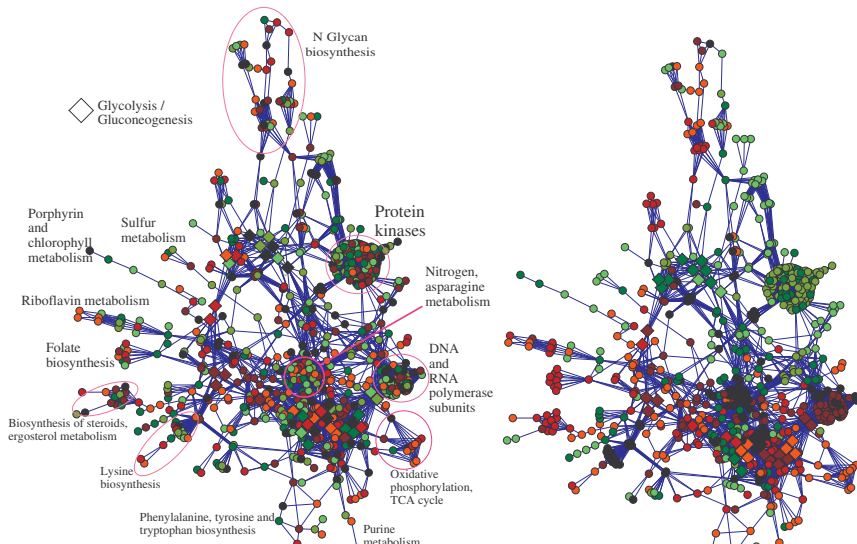 N Glycan
biosynthesis
Glycolysis /
Gluconeogenesis
Protein
kinases
Porphyrin
and
chlorophyll
metabolism
Sulfur
metabolism
Nitrogen,
asparagine
metabolism
Riboflavin metabolism
Folate
biosynthesis
DNA
and
RNA
polymerase
subunits
Biosynthesis of steroids,
ergosterol metabolism
Lysine
biosynthesis
Oxidative
phosphorylation,
TCA cycle
Phenylalanine, tyrosine and
tryptophan biosynthesis
Purine
metabolism